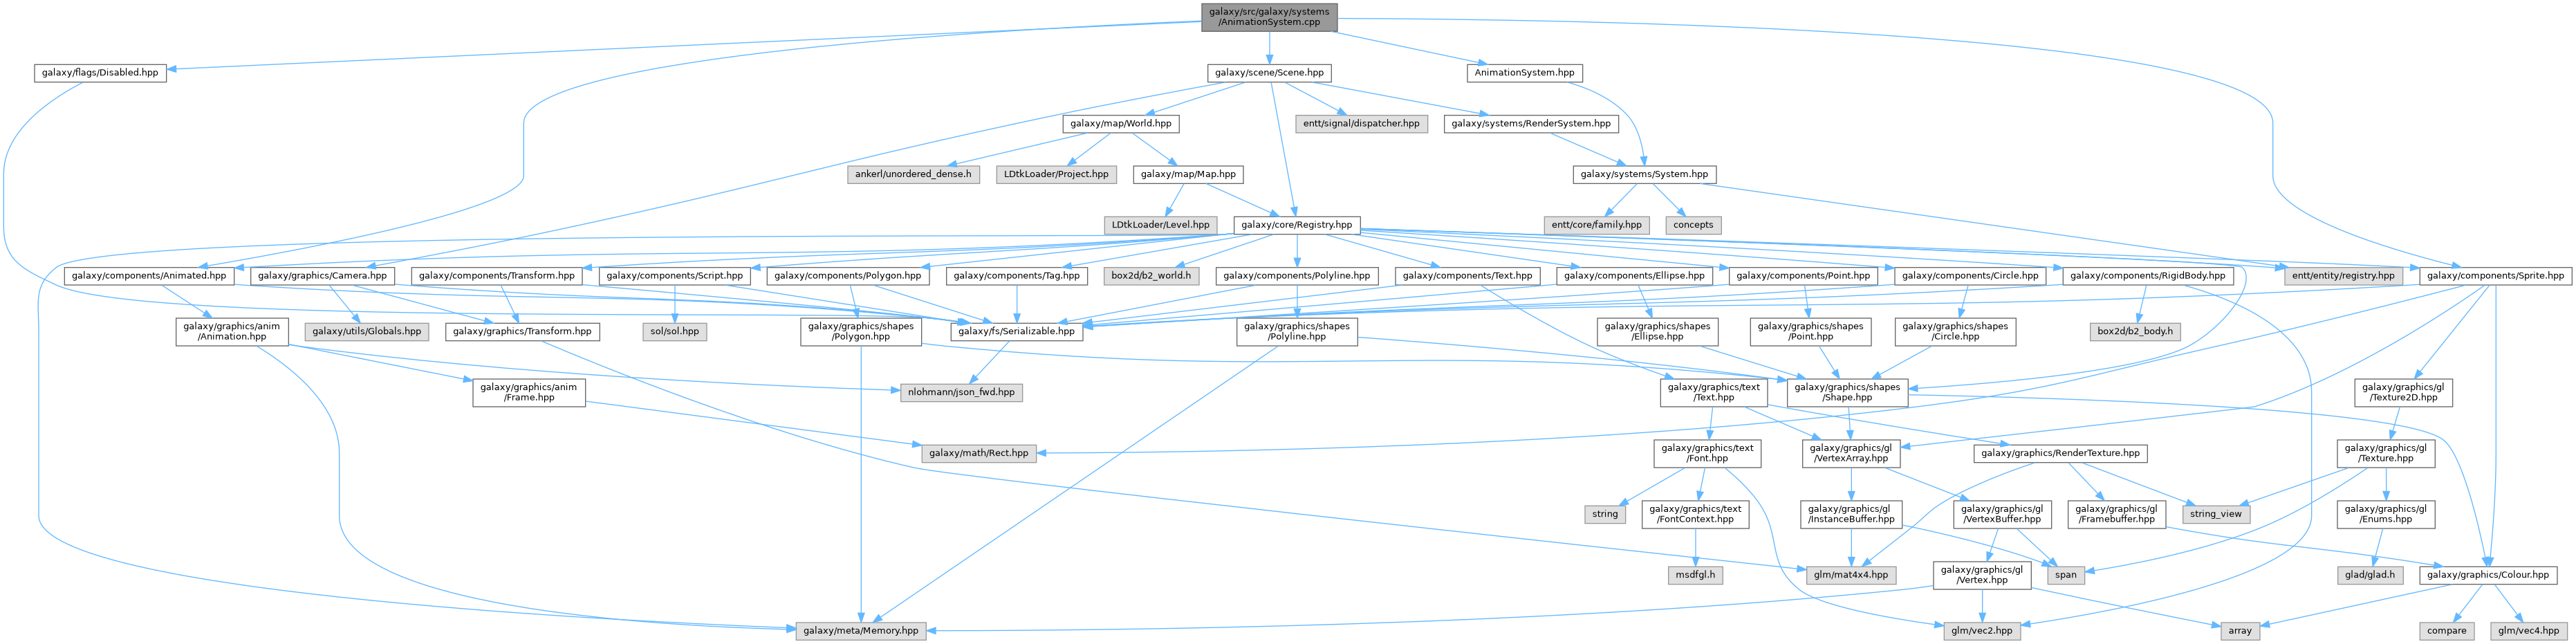 galaxy/src/galaxy/systems
/AnimationSystem.cpp
galaxy/flags/Disabled.hpp
galaxy/scene/Scene.hpp
AnimationSystem.hpp
galaxy/map/World.hpp
entt/signal/dispatcher.hpp
galaxy/systems/RenderSystem.hpp
ankerl/unordered_dense.h
LDtkLoader/Project.hpp
galaxy/map/Map.hpp
galaxy/systems/System.hpp
LDtkLoader/Level.hpp
galaxy/core/Registry.hpp
entt/core/family.hpp
concepts
galaxy/components/Animated.hpp
galaxy/graphics/Camera.hpp
galaxy/components/Transform.hpp
galaxy/components/Script.hpp
galaxy/components/Polygon.hpp
galaxy/components/Tag.hpp
box2d/b2_world.h
galaxy/components/Polyline.hpp
galaxy/components/Text.hpp
galaxy/components/Ellipse.hpp
galaxy/components/Point.hpp
galaxy/components/Circle.hpp
galaxy/components/RigidBody.hpp
entt/entity/registry.hpp
galaxy/components/Sprite.hpp
galaxy/graphics/anim
/Animation.hpp
galaxy/utils/Globals.hpp
galaxy/graphics/Transform.hpp
sol/sol.hpp
galaxy/graphics/shapes
/Polygon.hpp
galaxy/fs/Serializable.hpp
galaxy/graphics/shapes
/Polyline.hpp
galaxy/graphics/shapes
/Ellipse.hpp
galaxy/graphics/shapes
/Point.hpp
galaxy/graphics/shapes
/Circle.hpp
box2d/b2_body.h
galaxy/graphics/anim
/Frame.hpp
nlohmann/json_fwd.hpp
galaxy/graphics/text
/Text.hpp
galaxy/graphics/shapes
/Shape.hpp
galaxy/graphics/gl
/Texture2D.hpp
galaxy/math/Rect.hpp
galaxy/graphics/text
/Font.hpp
galaxy/graphics/gl
/VertexArray.hpp
galaxy/graphics/RenderTexture.hpp
galaxy/graphics/gl
/Texture.hpp
string
galaxy/graphics/text
/FontContext.hpp
galaxy/graphics/gl
/InstanceBuffer.hpp
galaxy/graphics/gl
/VertexBuffer.hpp
galaxy/graphics/gl
/Framebuffer.hpp
string_view
galaxy/graphics/gl
/Enums.hpp
msdfgl.h
glm/mat4x4.hpp
galaxy/graphics/gl
/Vertex.hpp
span
glad/glad.h
galaxy/graphics/Colour.hpp
galaxy/meta/Memory.hpp
glm/vec2.hpp
array
compare
glm/vec4.hpp